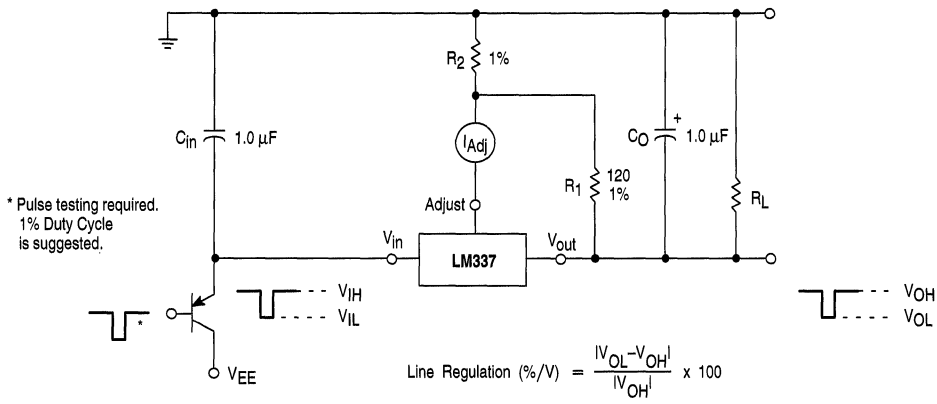 R2 1%
Cin 1.0 μF
IAdj
CO + 1.0 μF
R1 120
1%
RL
* Pulse testing required.
1% Duty Cycle
is suggested.
Adjust
Vin
LM337
Vout
VIH
VIL
*
VEE
VOH
VOL
Line Regulation (%/V) = |VOL–VOH| / |VOH| x 100